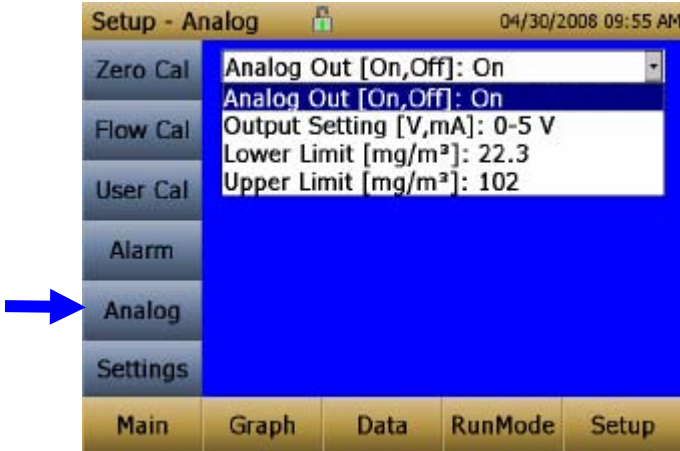 Setup - Analog 04/30/2008 09:55 AM
Zero Cal
Flow Cal
User Cal
Alarm
Analog
Settings
Analog Out [On,Off]: On
Analog Out [On,Off]: On
Output Setting [V,mA]: 0-5 V
Lower Limit [mg/m³]: 22.3
Upper Limit [mg/m³]: 102
Main Graph Data RunMode Setup